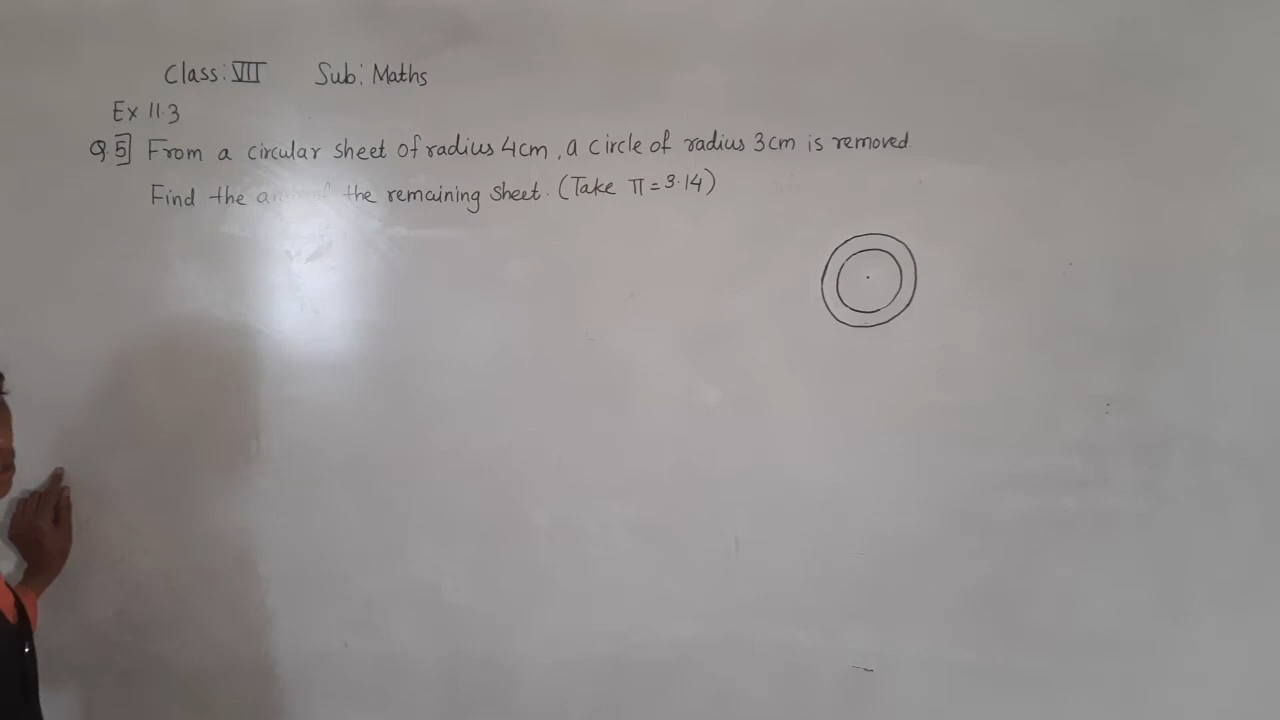 Class: VII Sub: Maths
Ex 11.3
Q.5] From a circular sheet of radius 4cm, a circle of radius 3cm is removed.
Find the the remaining sheet. (Take π = 3.14)